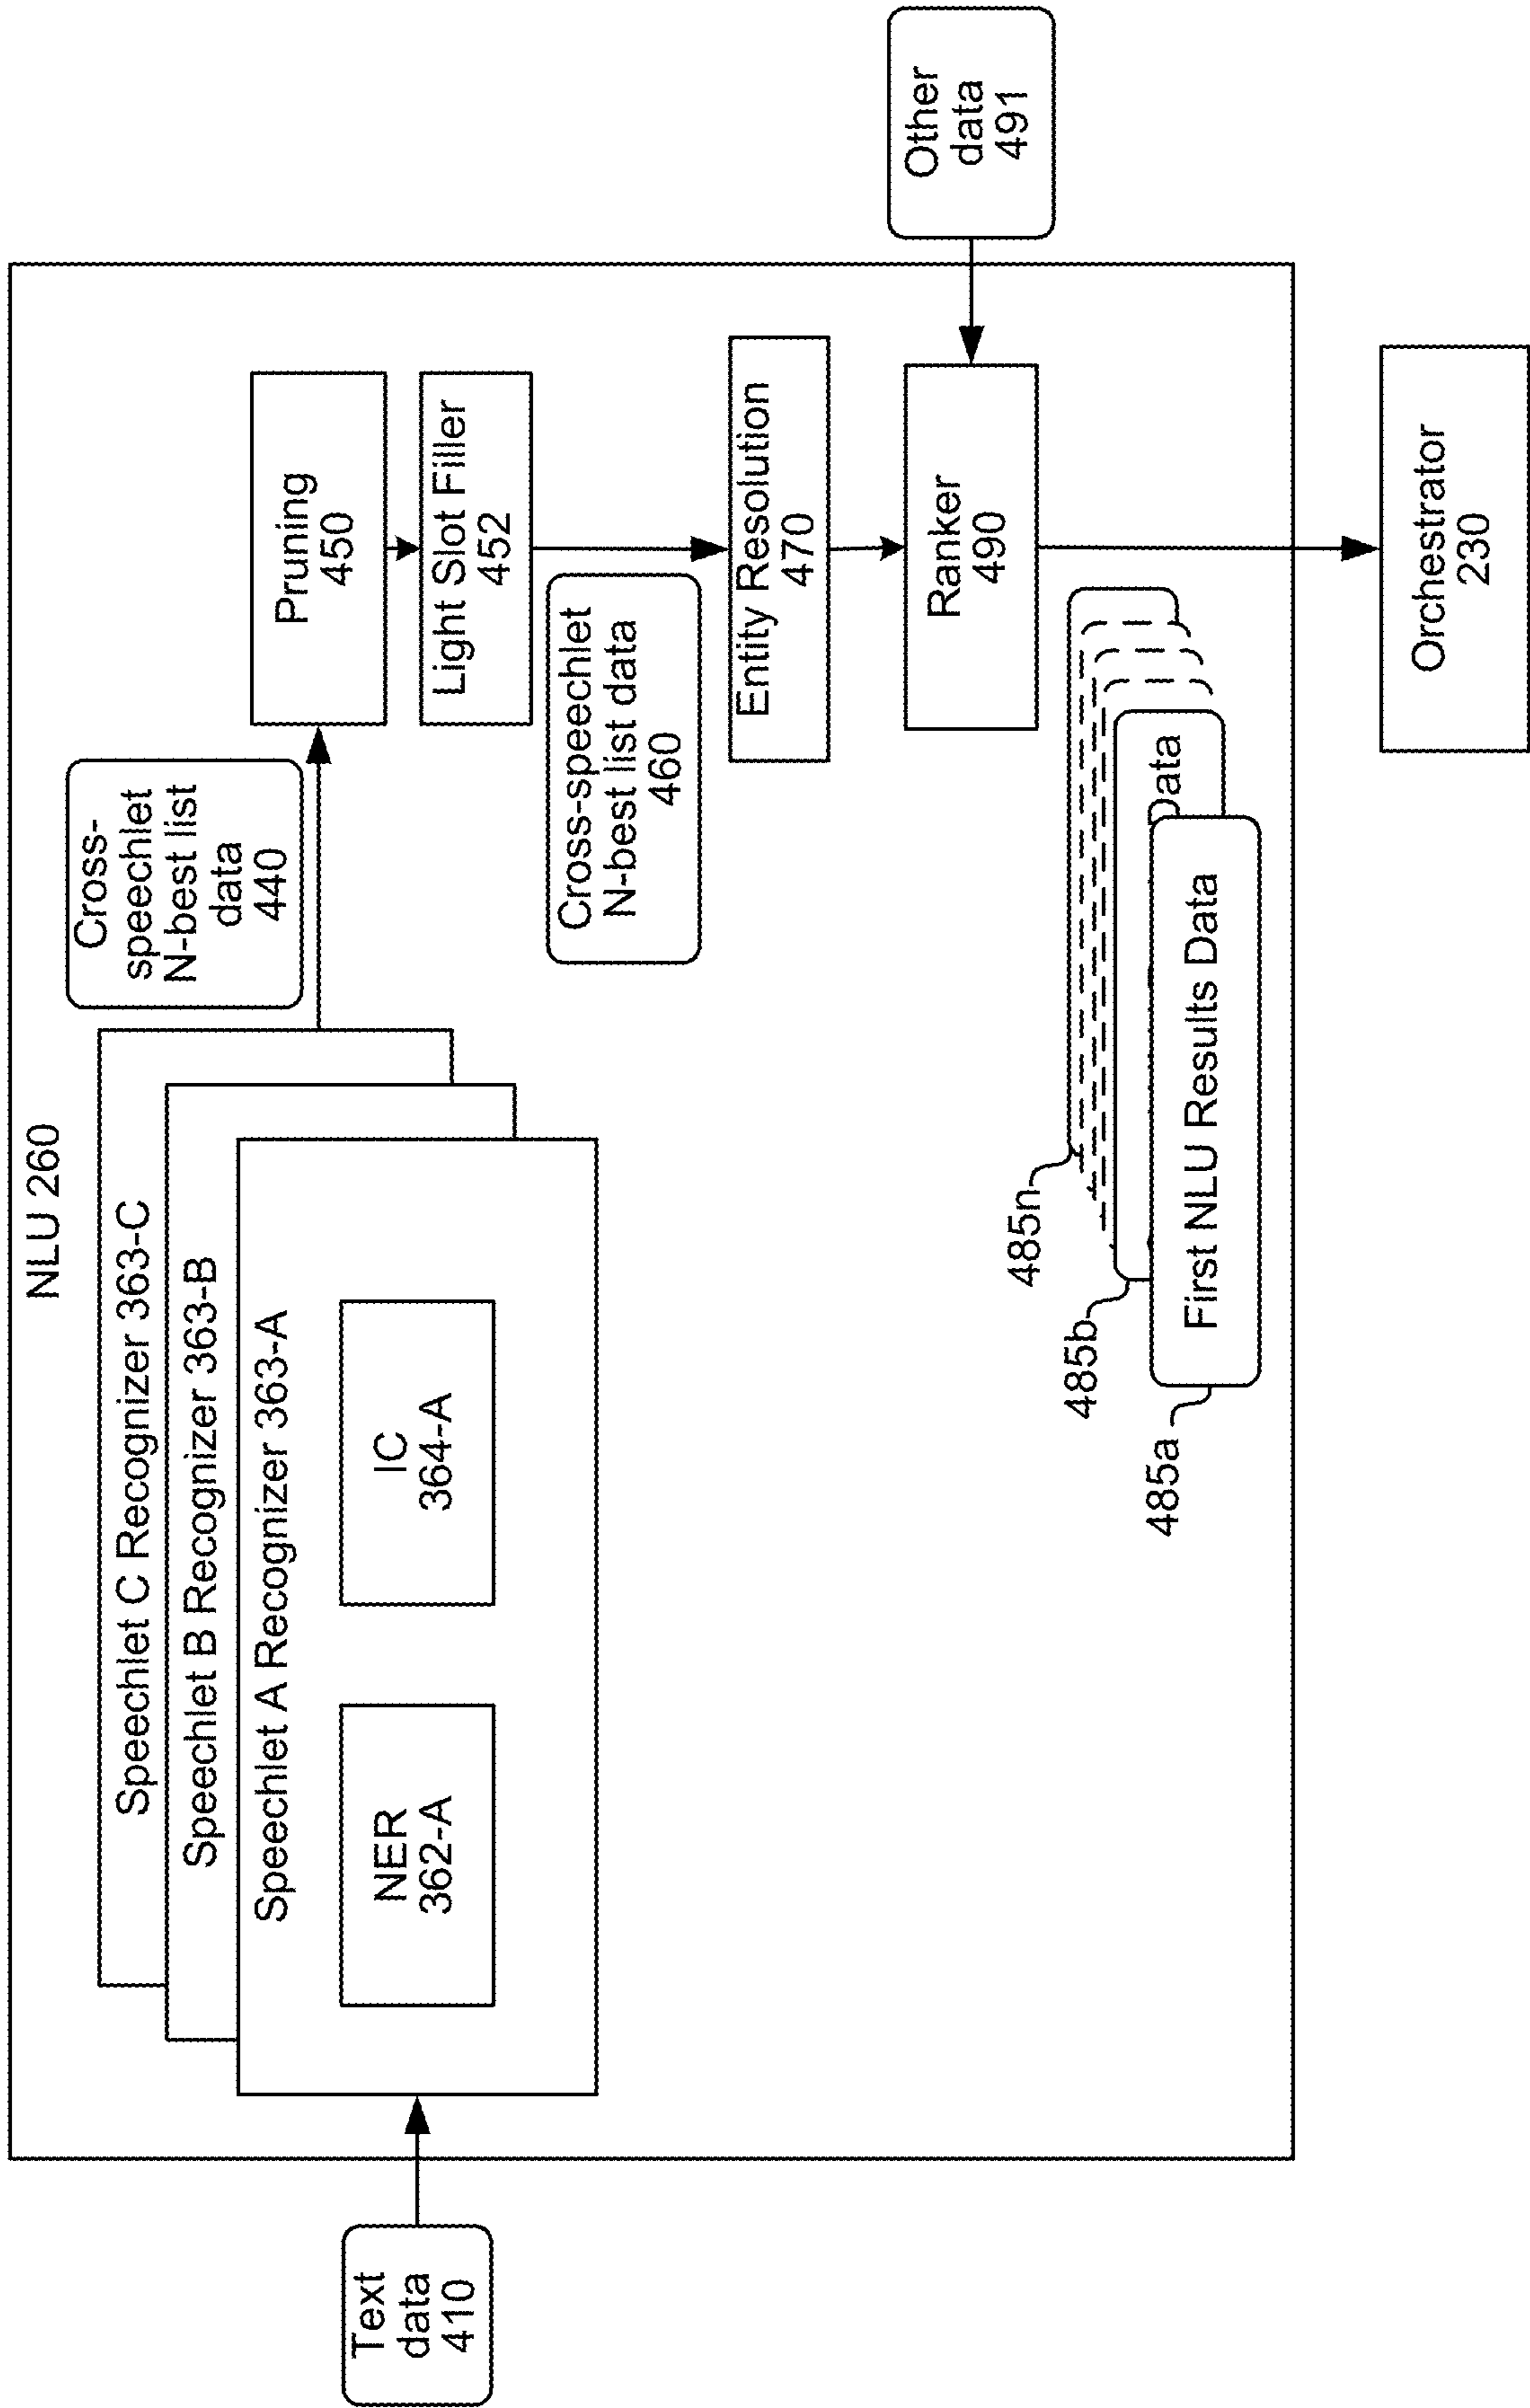 NLU 260
Speechlet C Recognizer 363-C
Speechlet B Recognizer 363-B
Speechlet A Recognizer 363-A
NER
362-A
IC
364-A
Text
data
410
Cross-
speechlet
N-best list
data
440
Pruning
450
Light Slot Filler
452
Cross-speechlet
N-best list data
460
Entity Resolution
470
Ranker
490
Other
data
491
485n
485b
485a
Data
First NLU Results Data
Orchestrator
230